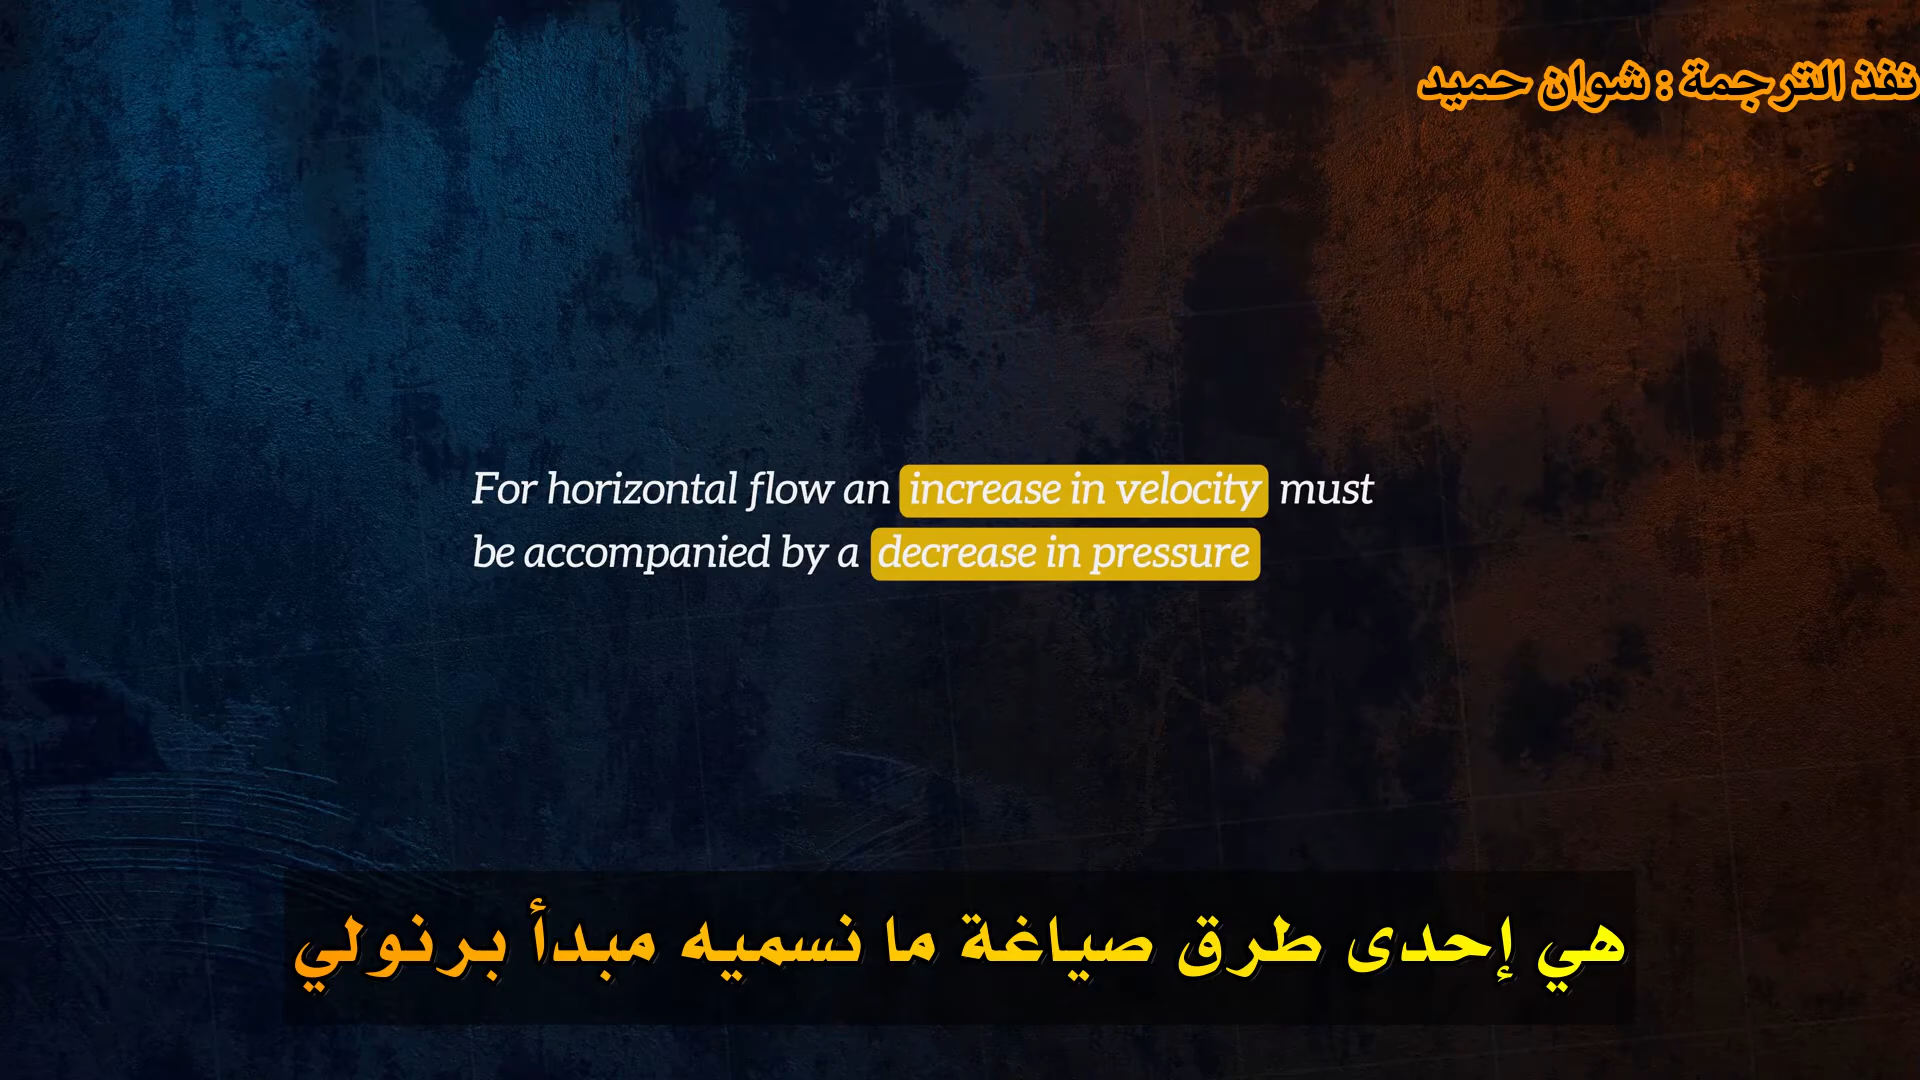 نفذ الترجمة : شوان حميد
For horizontal flow an increase in velocity must
be accompanied by a decrease in pressure
هي إحدى طرق صياغة ما نسميه مبدأ برنولي